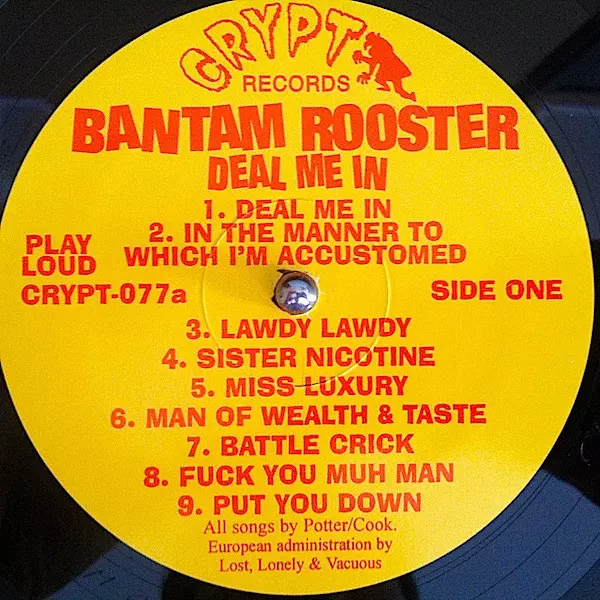 CRYPT
RECORDS
BANTAM ROOSTER
DEAL ME IN
1. DEAL ME IN
2. IN THE MANNER TO
WHICH I'M ACCUSTOMED
PLAY
LOUD
CRYPT-077a
SIDE ONE
3. LAWDY LAWDY
4. SISTER NICOTINE
5. MISS LUXURY
6. MAN OF WEALTH & TASTE
7. BATTLE CRICK
8. FUCK YOU MUH MAN
9. PUT YOU DOWN
All songs by Potter/Cook.
European administration by
Lost, Lonely & Vacuous